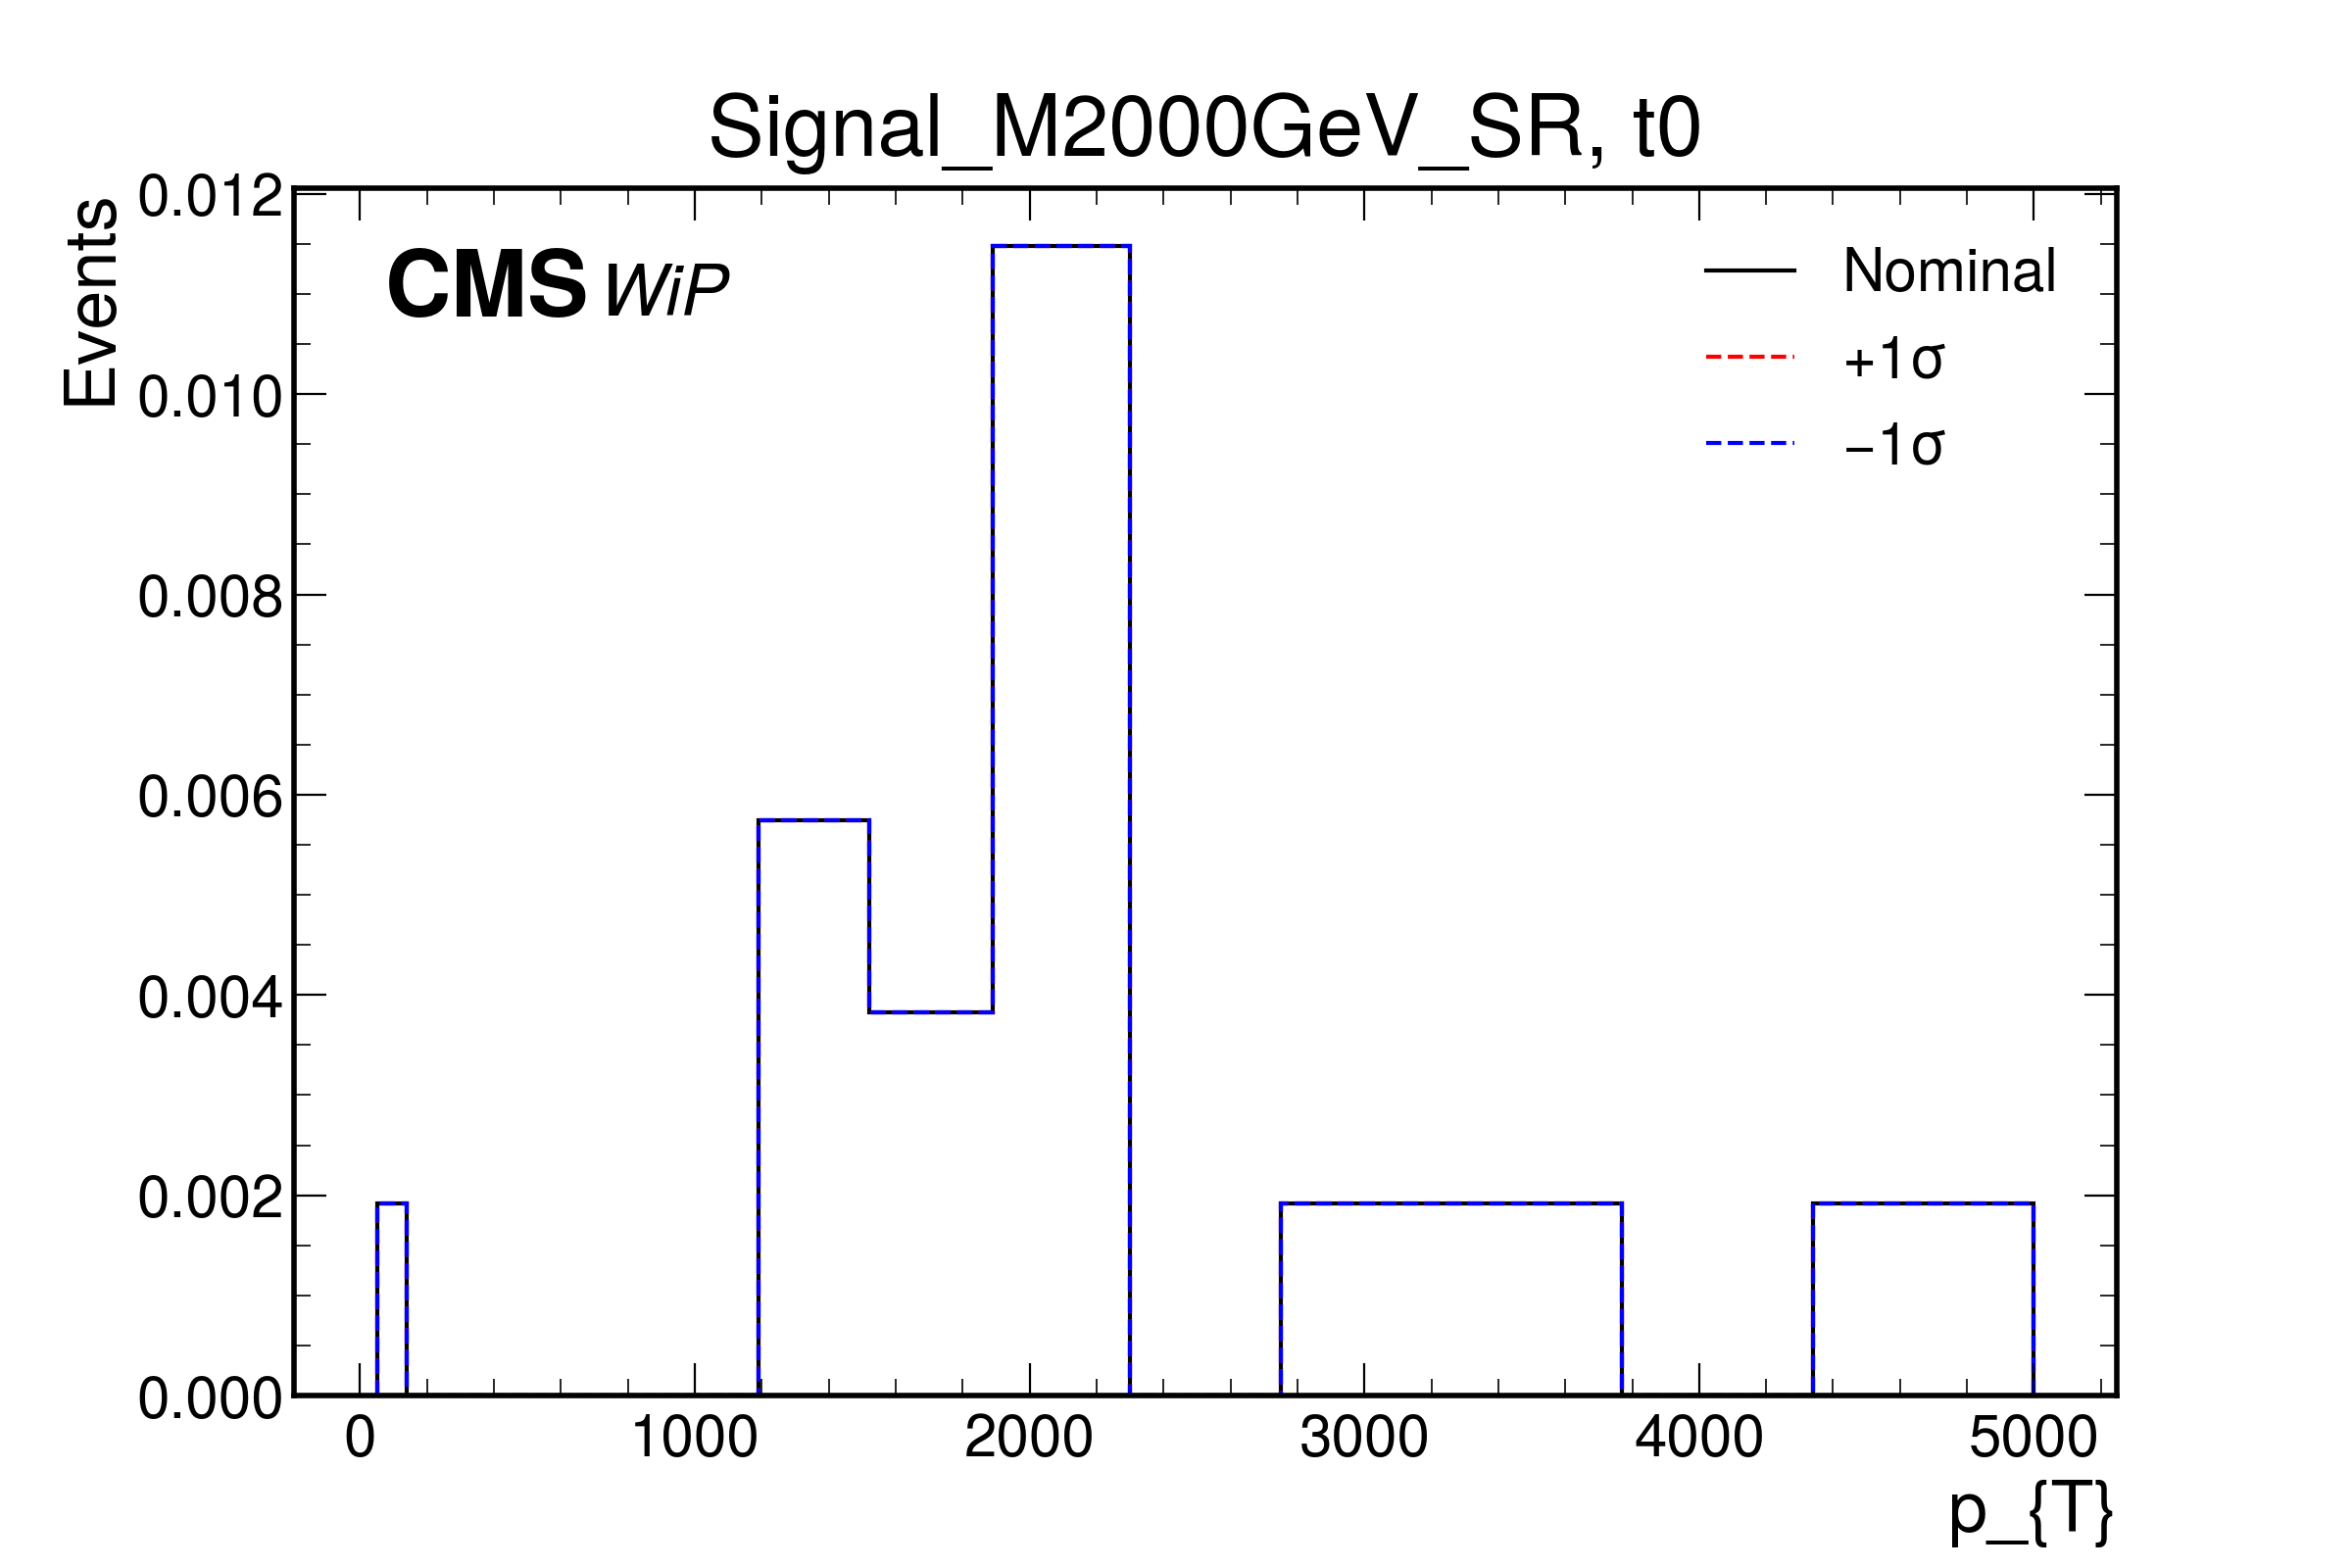 Signal_M2000GeV_SR, t0
Events
CMS WiP
Nominal
+1σ
−1σ
0.012
0.010
0.008
0.006
0.004
0.002
0.000
0 1000 2000 3000 4000 5000
p_{T}